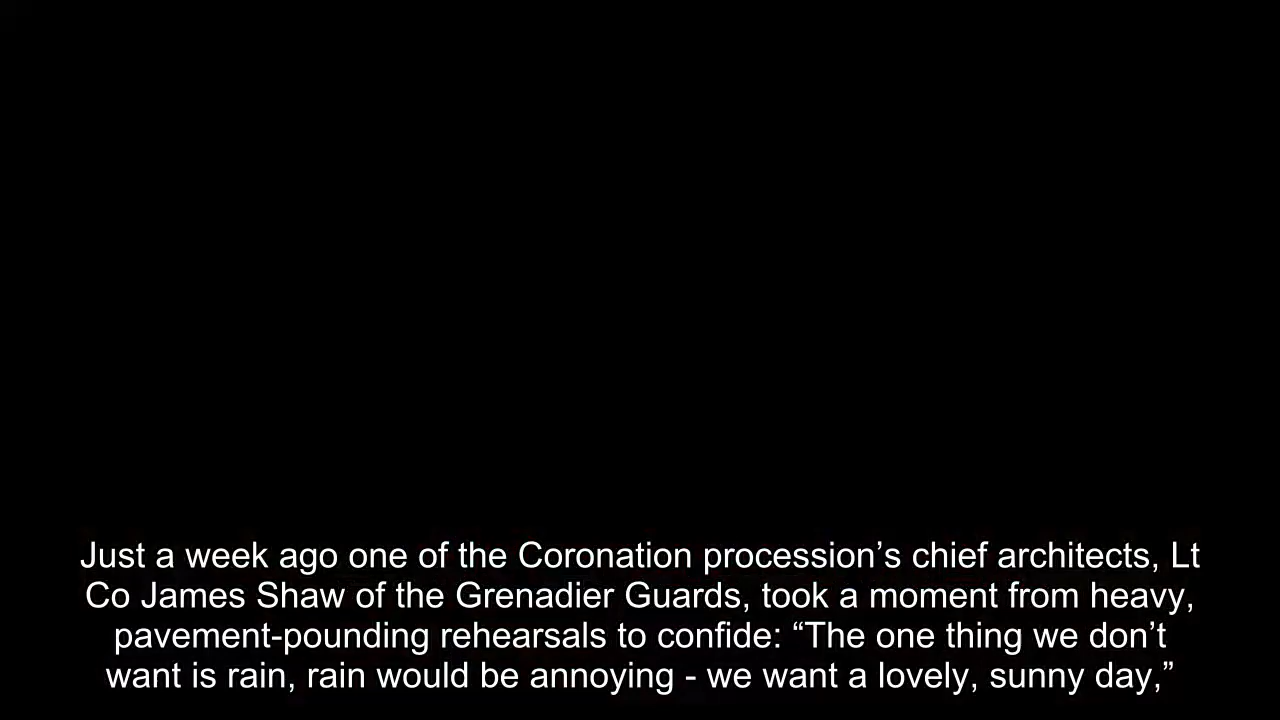 Just a week ago one of the Coronation procession’s chief architects, Lt
Co James Shaw of the Grenadier Guards, took a moment from heavy,
pavement-pounding rehearsals to confide: “The one thing we don’t
want is rain, rain would be annoying - we want a lovely, sunny day,”